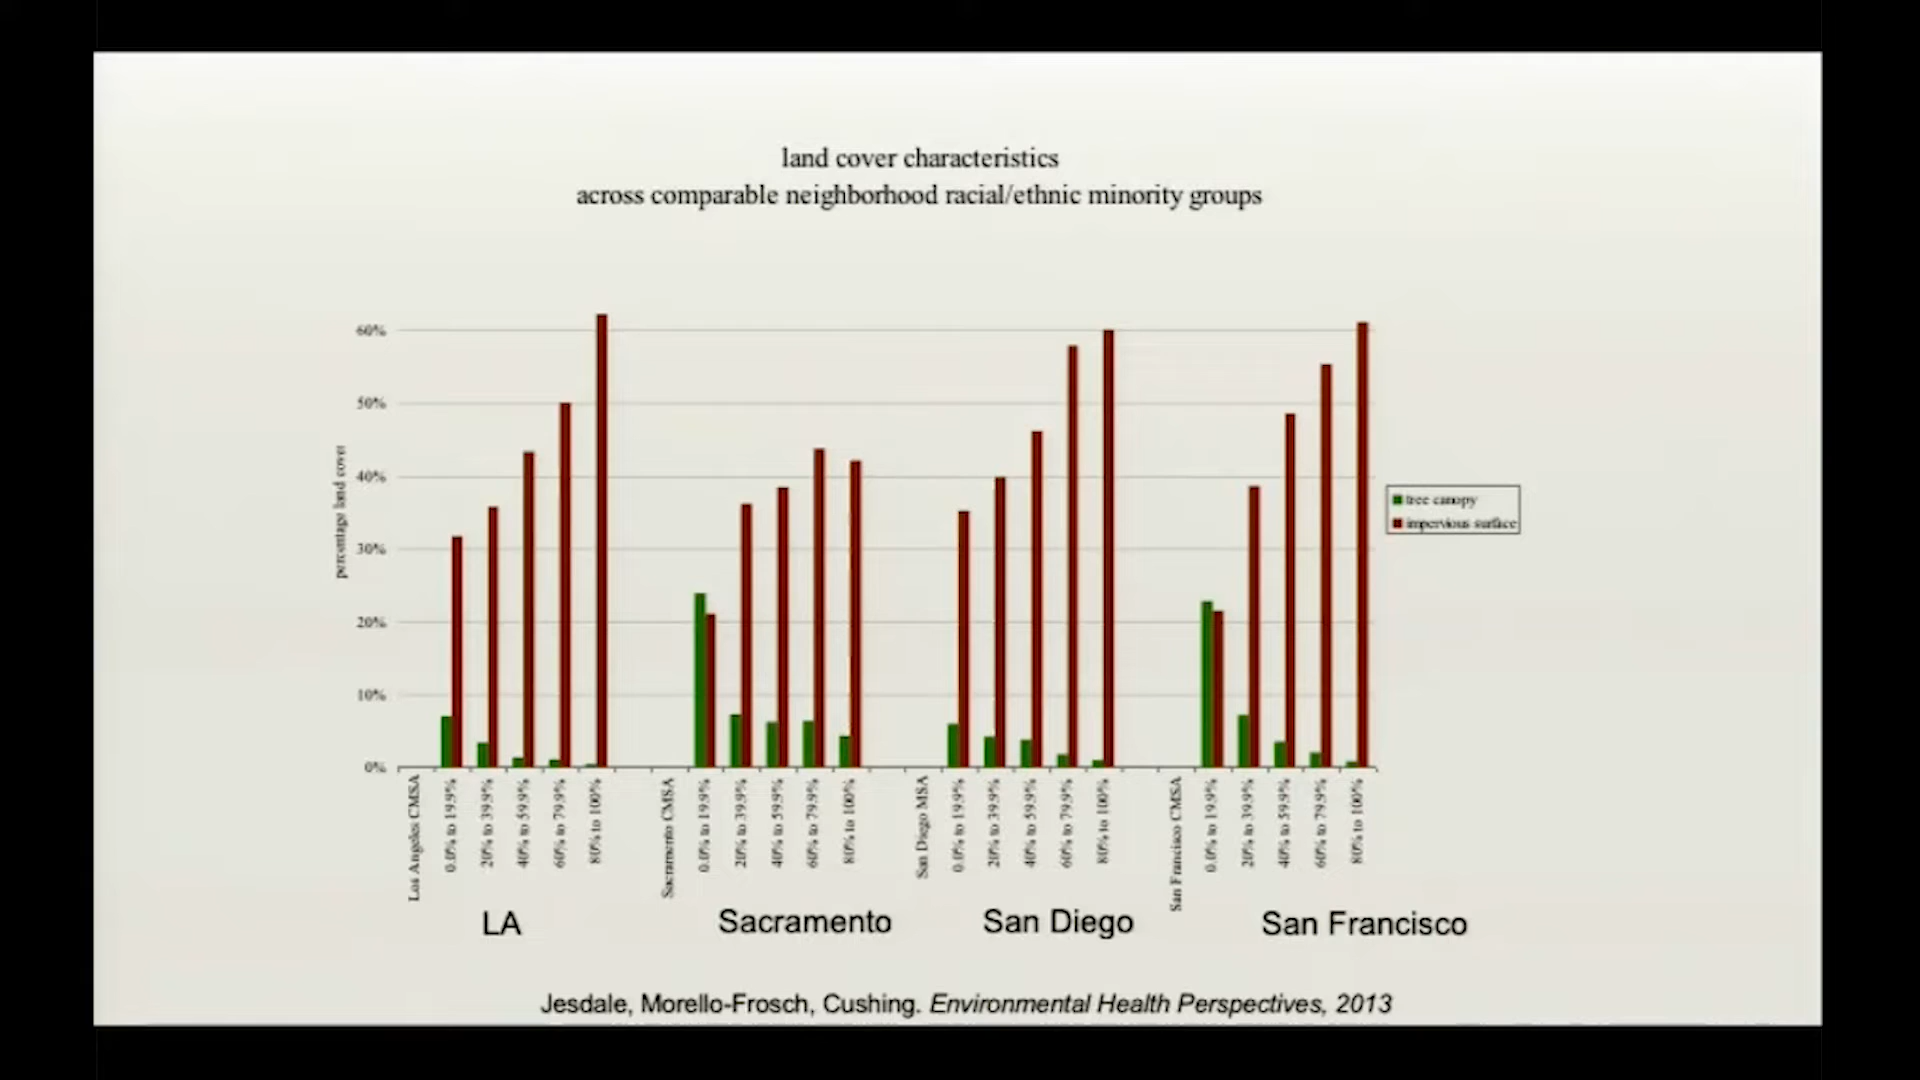 land cover characteristics
across comparable neighborhood racial/ethnic minority groups
60%
50%
40%
30%
20%
10%
0%
percentage land cover
tree canopy
impervious surface
Los Angeles CMSA
0.0% to 19.9%
20% to 39.9%
40% to 59.9%
60% to 79.9%
80% to 100%
Sacramento CMSA
0.0% to 19.9%
20% to 39.9%
40% to 59.9%
60% to 79.9%
80% to 100%
San Diego MSA
0.0% to 19.9%
20% to 39.9%
40% to 59.9%
60% to 79.9%
80% to 100%
San Francisco CMSA
0.0% to 19.9%
20% to 39.9%
40% to 59.9%
60% to 79.9%
80% to 100%
LA
Sacramento
San Diego
San Francisco
Jesdale, Morello-Frosch, Cushing. Environmental Health Perspectives, 2013